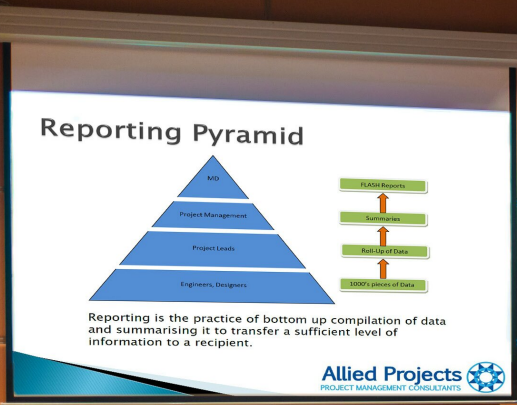 Reporting Pyramid
MD
FLASH Reports
Project Management
Summaries
Project Leads
Roll-Up of Data
Engineers, Designers
1000's pieces of Data
Reporting is the practice of bottom up compilation of data
and summarising it to transfer a sufficient level of
information to a recipient.
Allied Projects
PROJECT MANAGEMENT CONSULTANTS